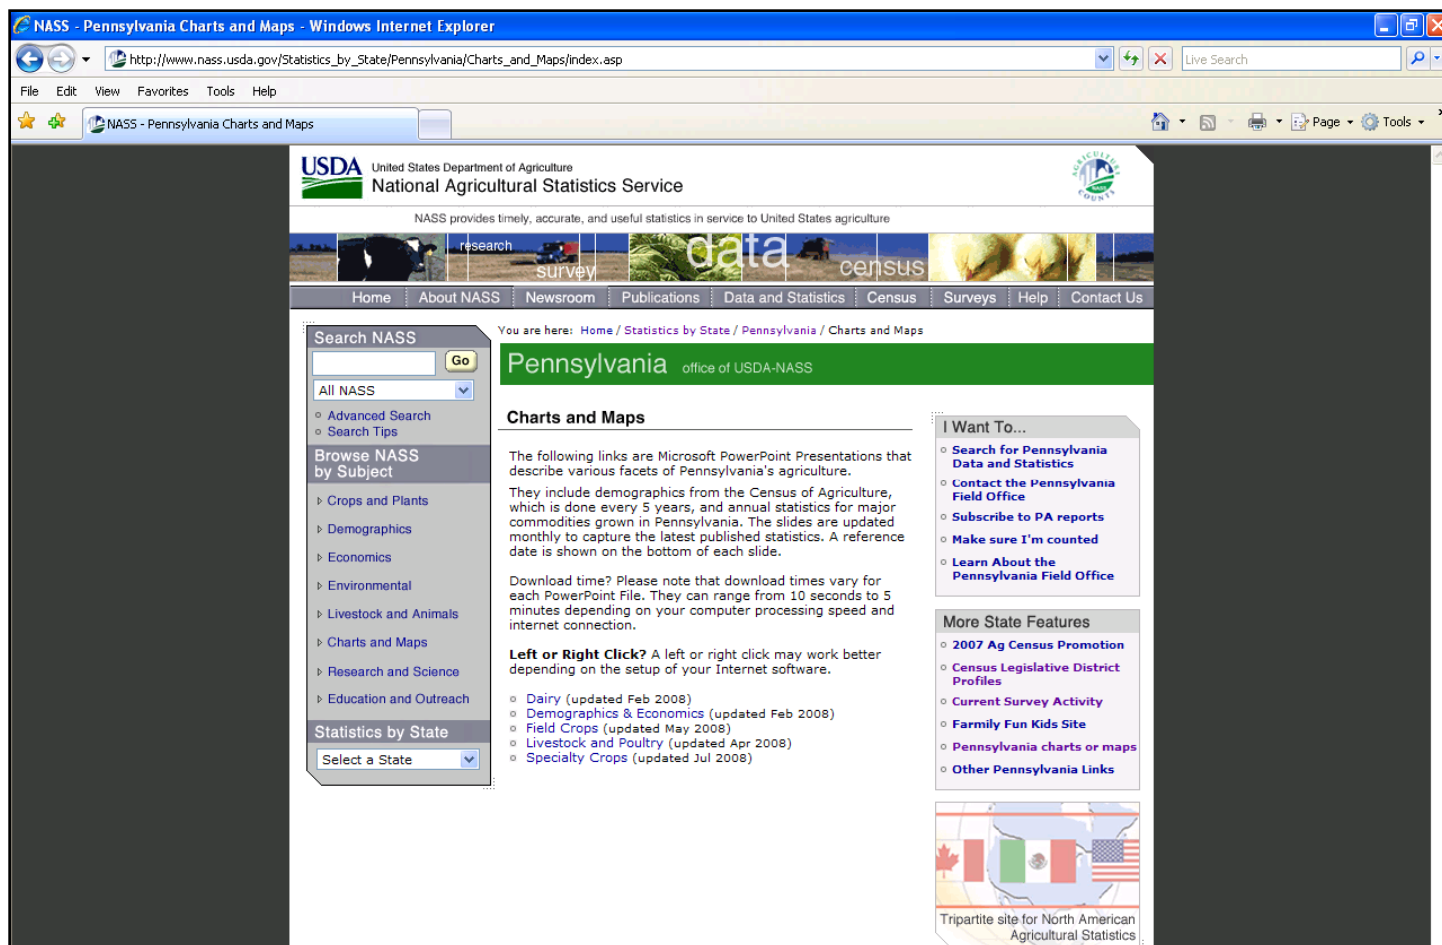 NASS - Pennsylvania Charts and Maps - Windows Internet Explorer
http://www.nass.usda.gov/Statistics_by_State/Pennsylvania/Charts_and_Maps/index.asp
Live Search
File Edit View Favorites Tools Help
NASS - Pennsylvania Charts and Maps
Page Tools
USDA United States Department of Agriculture
National Agricultural Statistics Service
AGRICULTURE
NASS
COUNTS
NASS provides timely, accurate, and useful statistics in service to United States agriculture
research survey data census
Home About NASS Newsroom Publications Data and Statistics Census Surveys Help Contact Us
Search NASS
Go
All NASS
Advanced Search
Search Tips
Browse NASS
by Subject
Crops and Plants
Demographics
Economics
Environmental
Livestock and Animals
Charts and Maps
Research and Science
Education and Outreach
Statistics by State
Select a State
You are here: Home / Statistics by State / Pennsylvania / Charts and Maps
Pennsylvania office of USDA-NASS
Charts and Maps
The following links are Microsoft PowerPoint Presentations that
describe various facets of Pennsylvania's agriculture.
They include demographics from the Census of Agriculture,
which is done every 5 years, and annual statistics for major
commodities grown in Pennsylvania. The slides are updated
monthly to capture the latest published statistics. A reference
date is shown on the bottom of each slide.
Download time? Please note that download times vary for
each PowerPoint File. They can range from 10 seconds to 5
minutes depending on your computer processing speed and
internet connection.
Left or Right Click? A left or right click may work better
depending on the setup of your Internet software.
Dairy (updated Feb 2008)
Demographics & Economics (updated Feb 2008)
Field Crops (updated May 2008)
Livestock and Poultry (updated Apr 2008)
Specialty Crops (updated Jul 2008)
I Want To...
Search for Pennsylvania
Data and Statistics
Contact the Pennsylvania
Field Office
Subscribe to PA reports
Make sure I'm counted
Learn About the
Pennsylvania Field Office
More State Features
2007 Ag Census Promotion
Census Legislative District
Profiles
Current Survey Activity
Farmily Fun Kids Site
Pennsylvania charts or maps
Other Pennsylvania Links
Tripartite site for North American
Agricultural Statistics